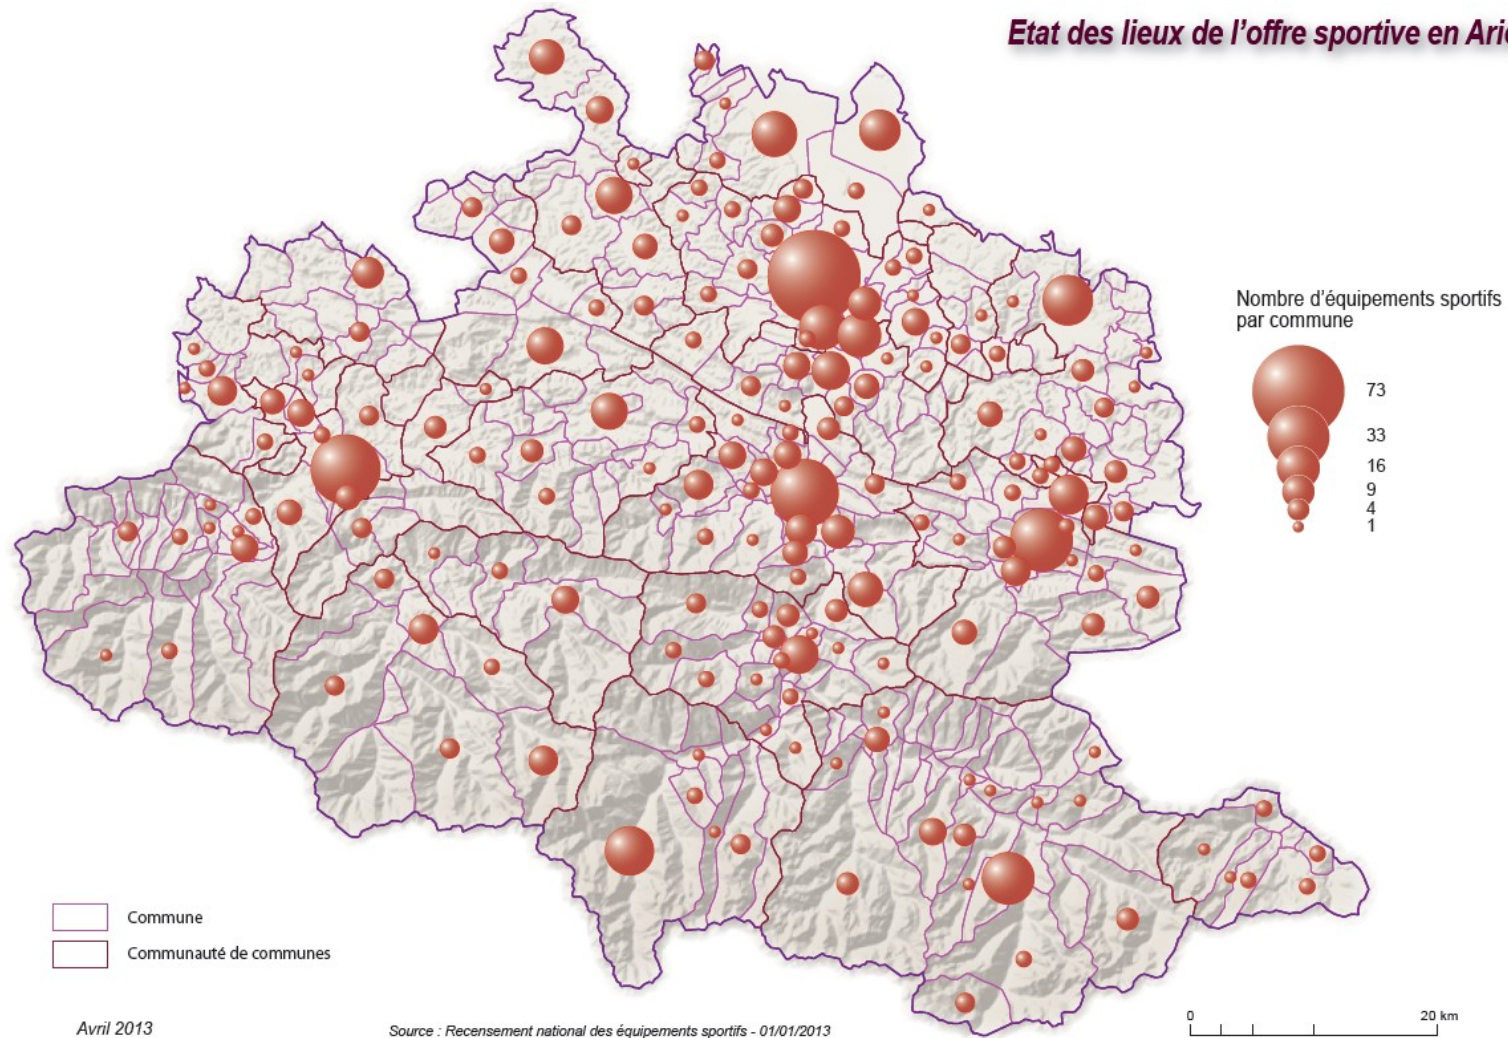 Etat des lieux de l'offre sportive en Arié
Nombre d'équipements sportifs
par commune
73
33
16
9
4
1
Commune
Communauté de communes
Avril 2013
Source : Recensement national des équipements sportifs - 01/01/2013
0
20 km